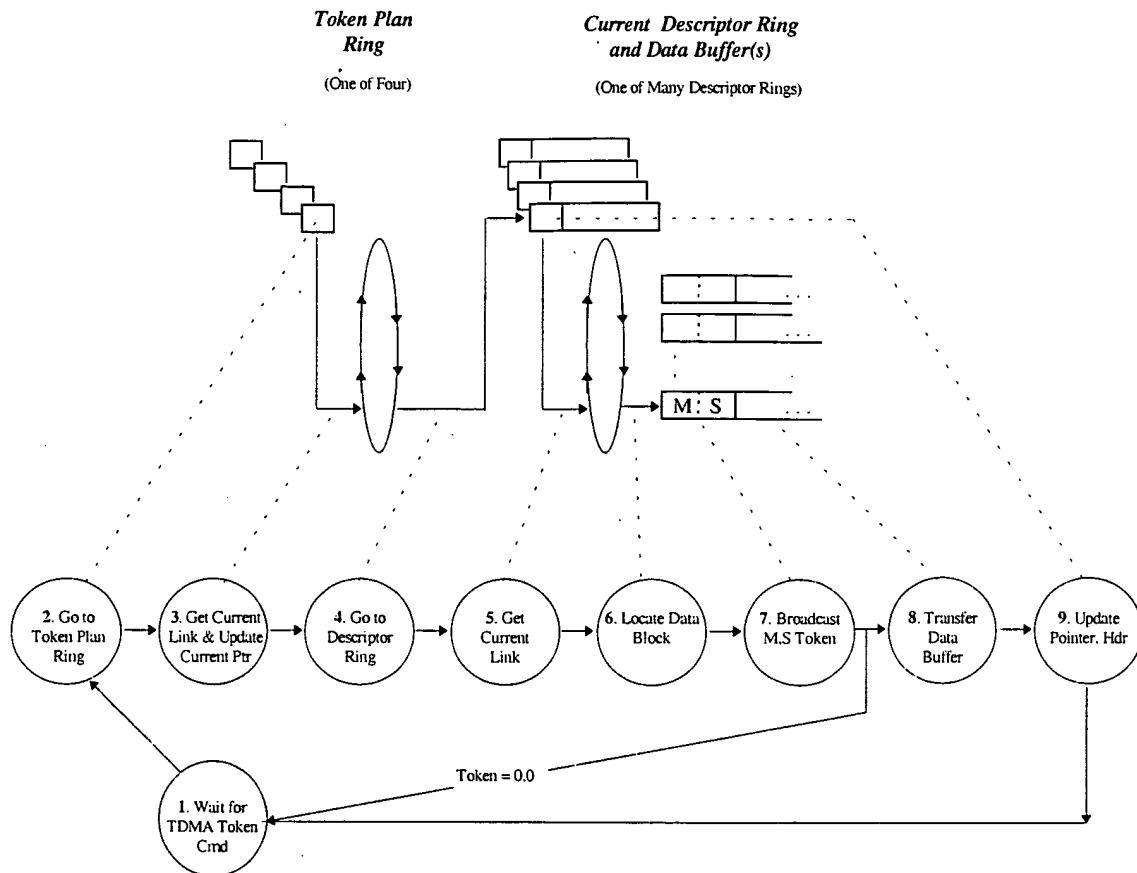 Token Plan
Ring
(One of Four)
Current Descriptor Ring
and Data Buffer(s)
(One of Many Descriptor Rings)
. . .
. . .
M : S
. . .
2. Go to
Token Plan
Ring
3. Get Current
Link & Update
Current Ptr
4. Go to
Descriptor
Ring
5. Get
Current
Link
6. Locate Data
Block
7. Broadcast
M.S Token
8. Transfer
Data
Buffer
9. Update
Pointer, Hdr
Token = 0.0
1. Wait for
TDMA Token
Cmd